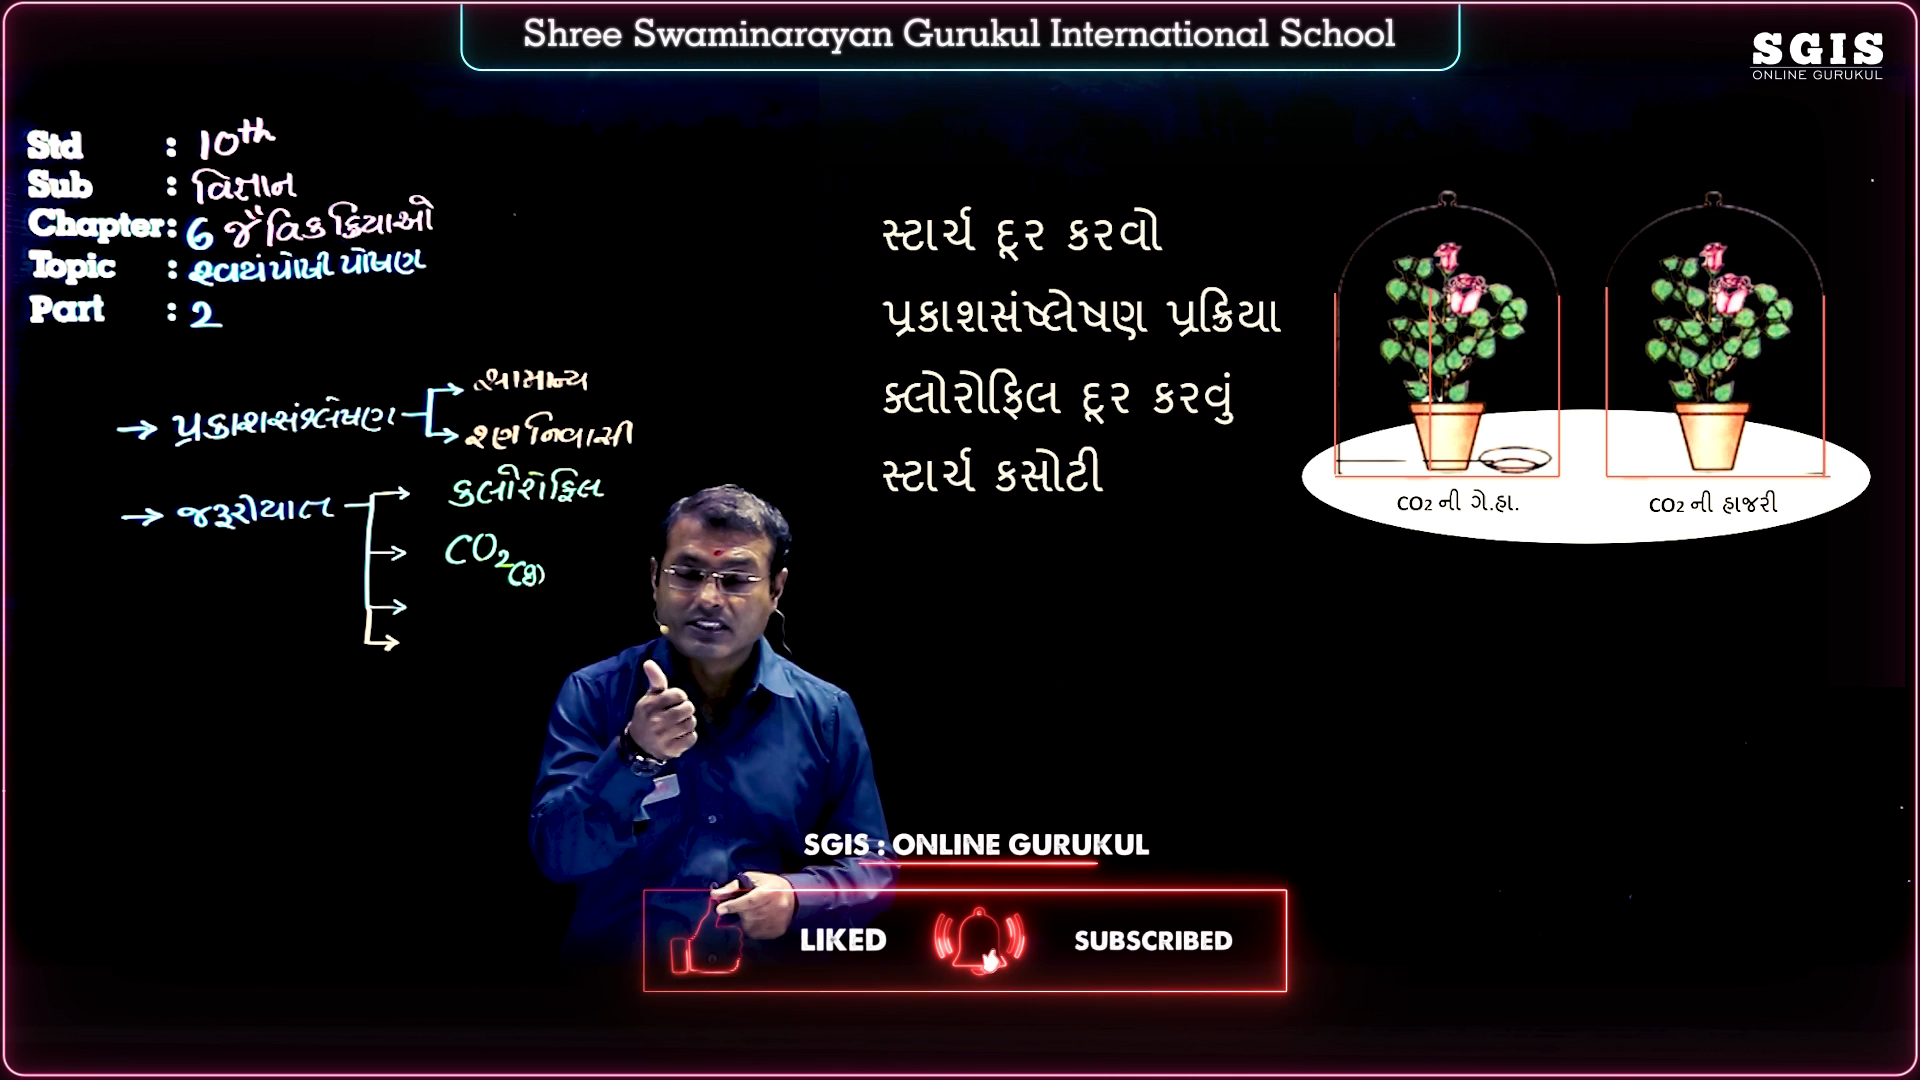 Shree Swaminarayan Gurukul International School
SGIS
ONLINE GURUKUL
Std : 10th
Sub : વિજ્ઞાન
Chapter: 6 જૈવિક ક્રિયાઓ
Topic : સ્વયંપોષી પોષણ
Part : 2
→ પ્રકાશસંશ્લેષણ → સામાન્ય
→ રણ નિવાસી
→ જરૂરીયાત → કલોરોફિલ
→ CO2(g)
સ્ટાર્ચ દૂર કરવો
પ્રકાશસંષ્લેષણ પ્રક્રિયા
ક્લોરોફિલ દૂર કરવું
સ્ટાર્ચ કસોટી
CO2 ની ગે.હા.
CO2 ની હાજરી
SGIS : ONLINE GURUKUL
LIKED
SUBSCRIBED